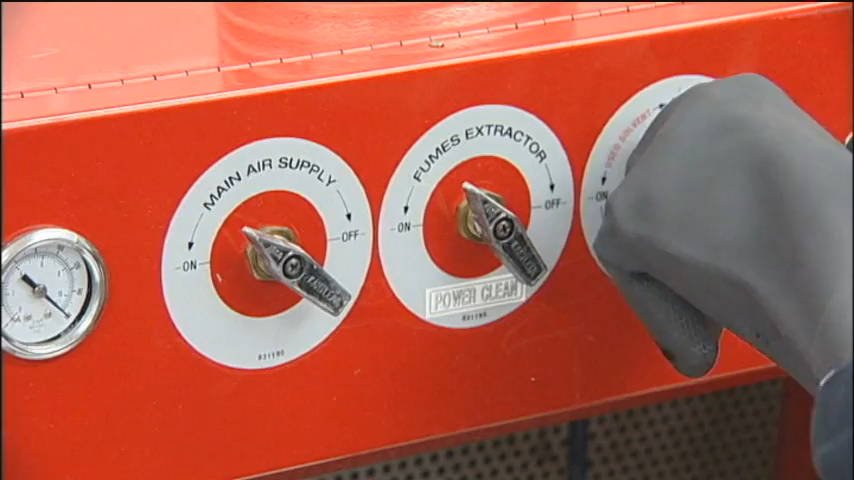 MAIN AIR SUPPLY
ON
OFF
FUMES EXTRACTOR
ON
OFF
POWER CLEAN
USED SOLVENT
ON